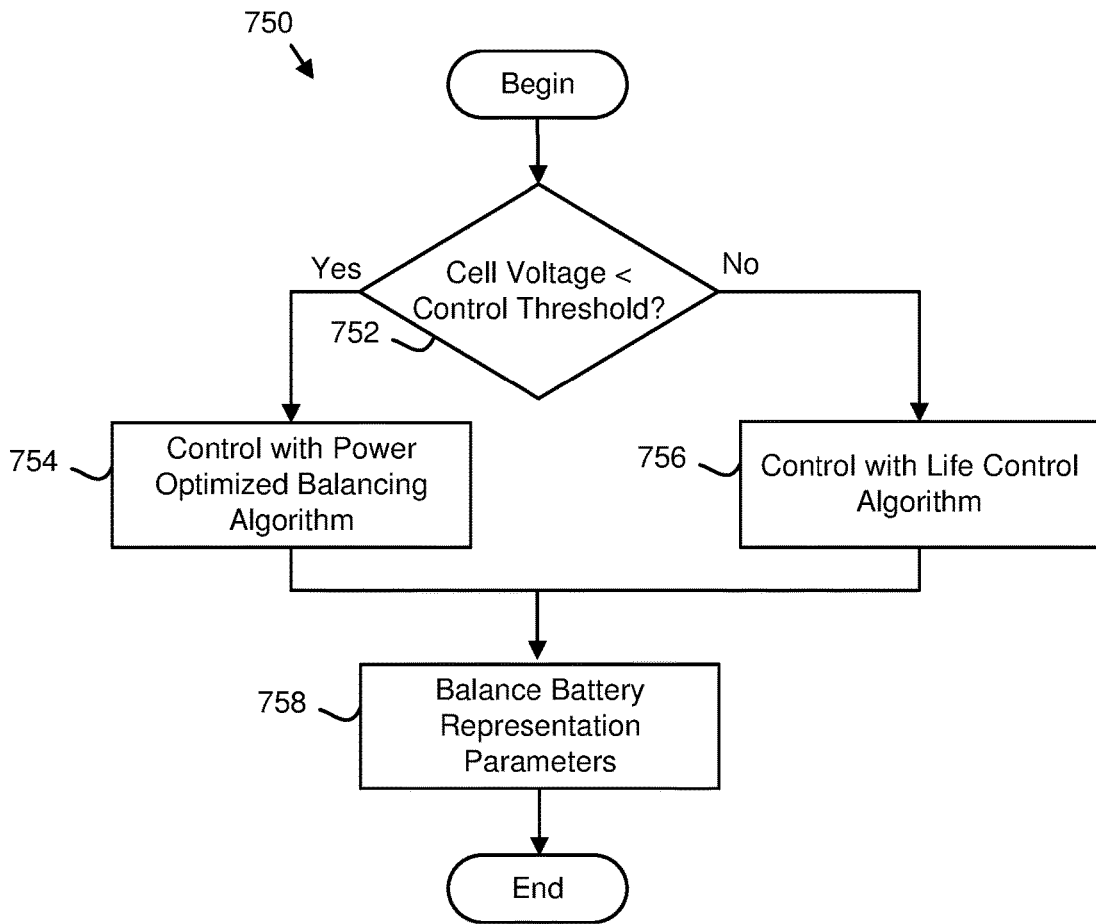 750
Begin
Yes
No
Cell Voltage <
Control Threshold?
752
754
Control with Power
Optimized Balancing
Algorithm
756
Control with Life Control
Algorithm
758
Balance Battery
Representation
Parameters
End